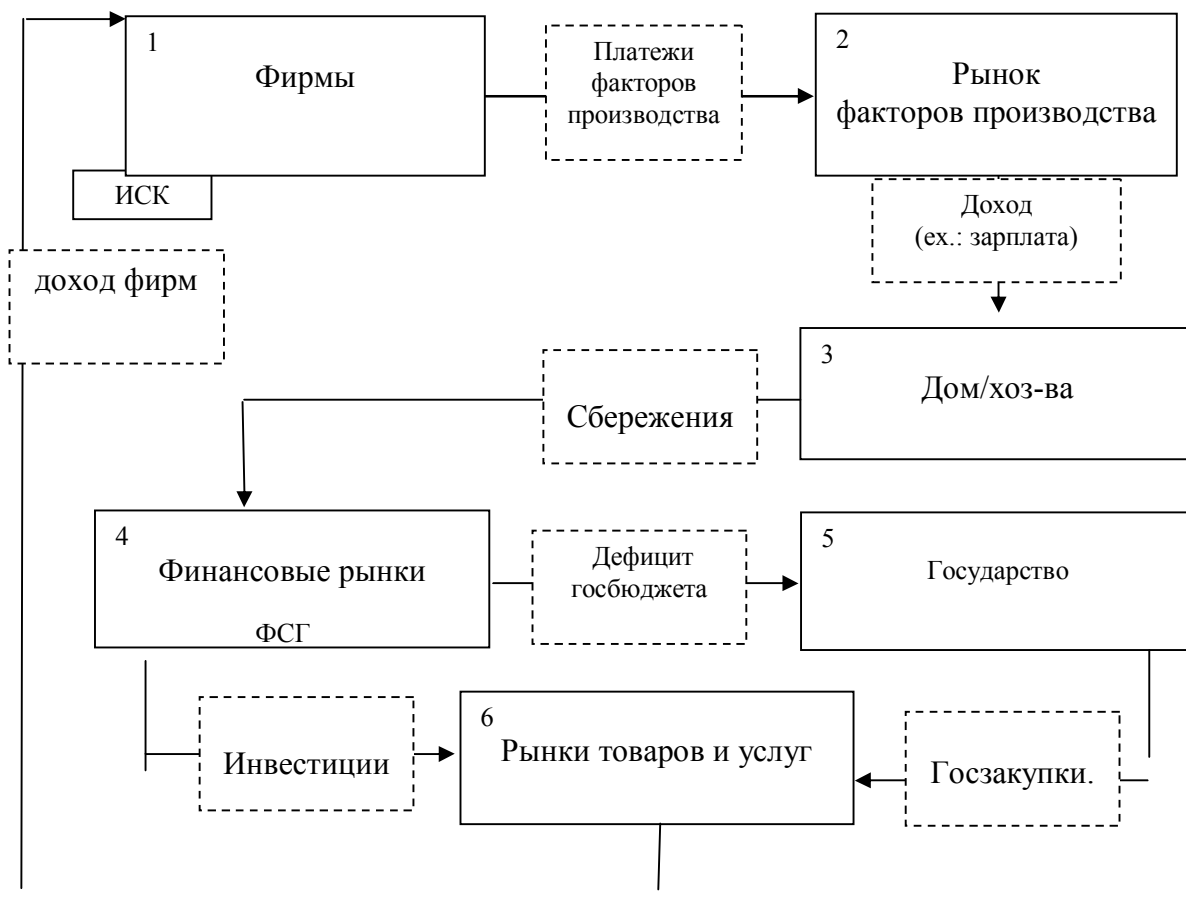 1
Фирмы
Платежи
факторов
производства
2
Рынок
факторов производства
ИСК
Доход
(ex.: зарплата)
доход фирм
3
Дом/хоз-ва
Сбережения
4
Финансовые рынки
ФСГ
Дефицит
госбюджета
5
Государство
Инвестиции
6
Рынки товаров и услуг
Госзакупки.